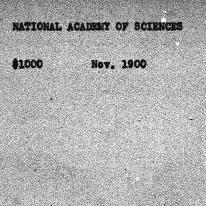 NATIONAL ACADEMY OF SCIENCES
$1000 Nov. 1900